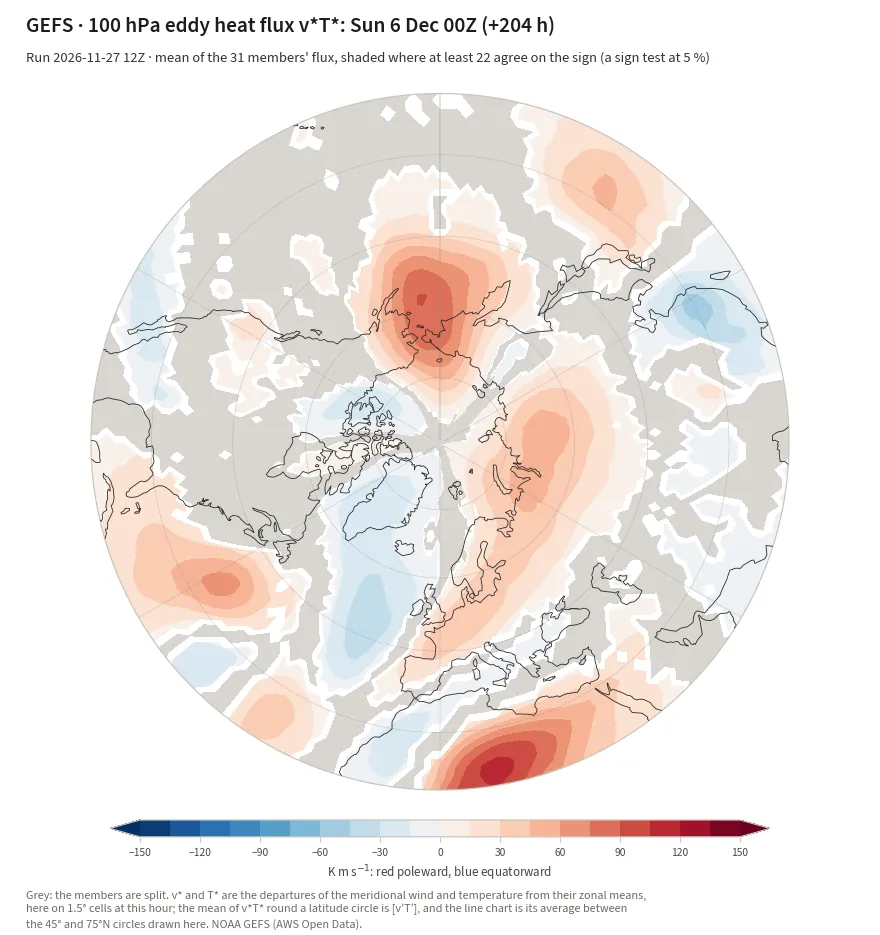 GEFS · 100 hPa eddy heat flux v*T*: Sun 6 Dec 00Z (+204 h)
Run 2026-11-27 12Z · mean of the 31 members' flux, shaded where at least 22 agree on the sign (a sign test at 5 %)
−150 −120 −90 −60 −30 0 30 60 90 120 150
K m s⁻¹: red poleward, blue equatorward
Grey: the members are split. v* and T* are the departures of the meridional wind and temperature from their zonal means,
here on 1.5° cells at this hour; the mean of v*T* round a latitude circle is [v'T'], and the line chart is its average between
the 45° and 75°N circles drawn here. NOAA GEFS (AWS Open Data).